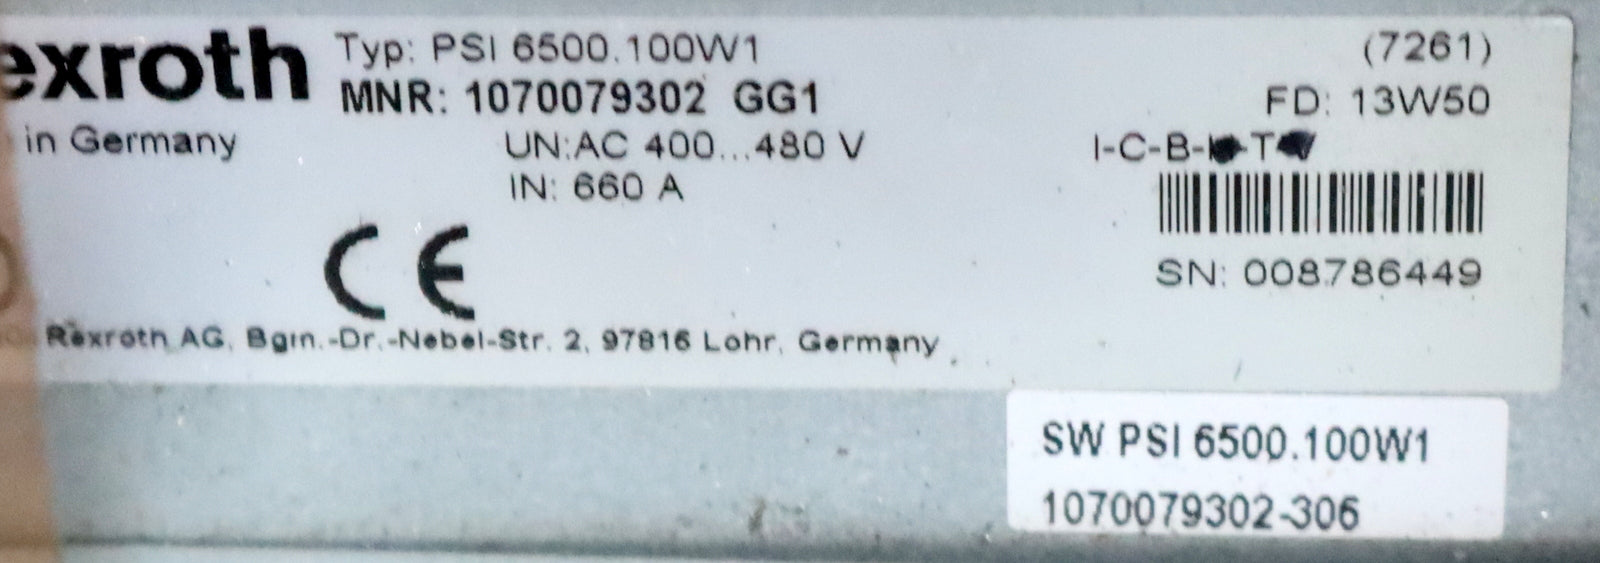 exroth
Typ: PSI 6500.100W1
(7261)
MNR: 1070079302 GG1
FD: 13W50
in Germany
UN:AC 400...480 V
I-C-B- -T
IN: 660 A
CE
SN: 008786449
Rexroth AG, Bgm.-Dr.-Nebel-Str. 2, 97816 Lohr, Germany
SW PSI 6500.100W1
1070079302-306